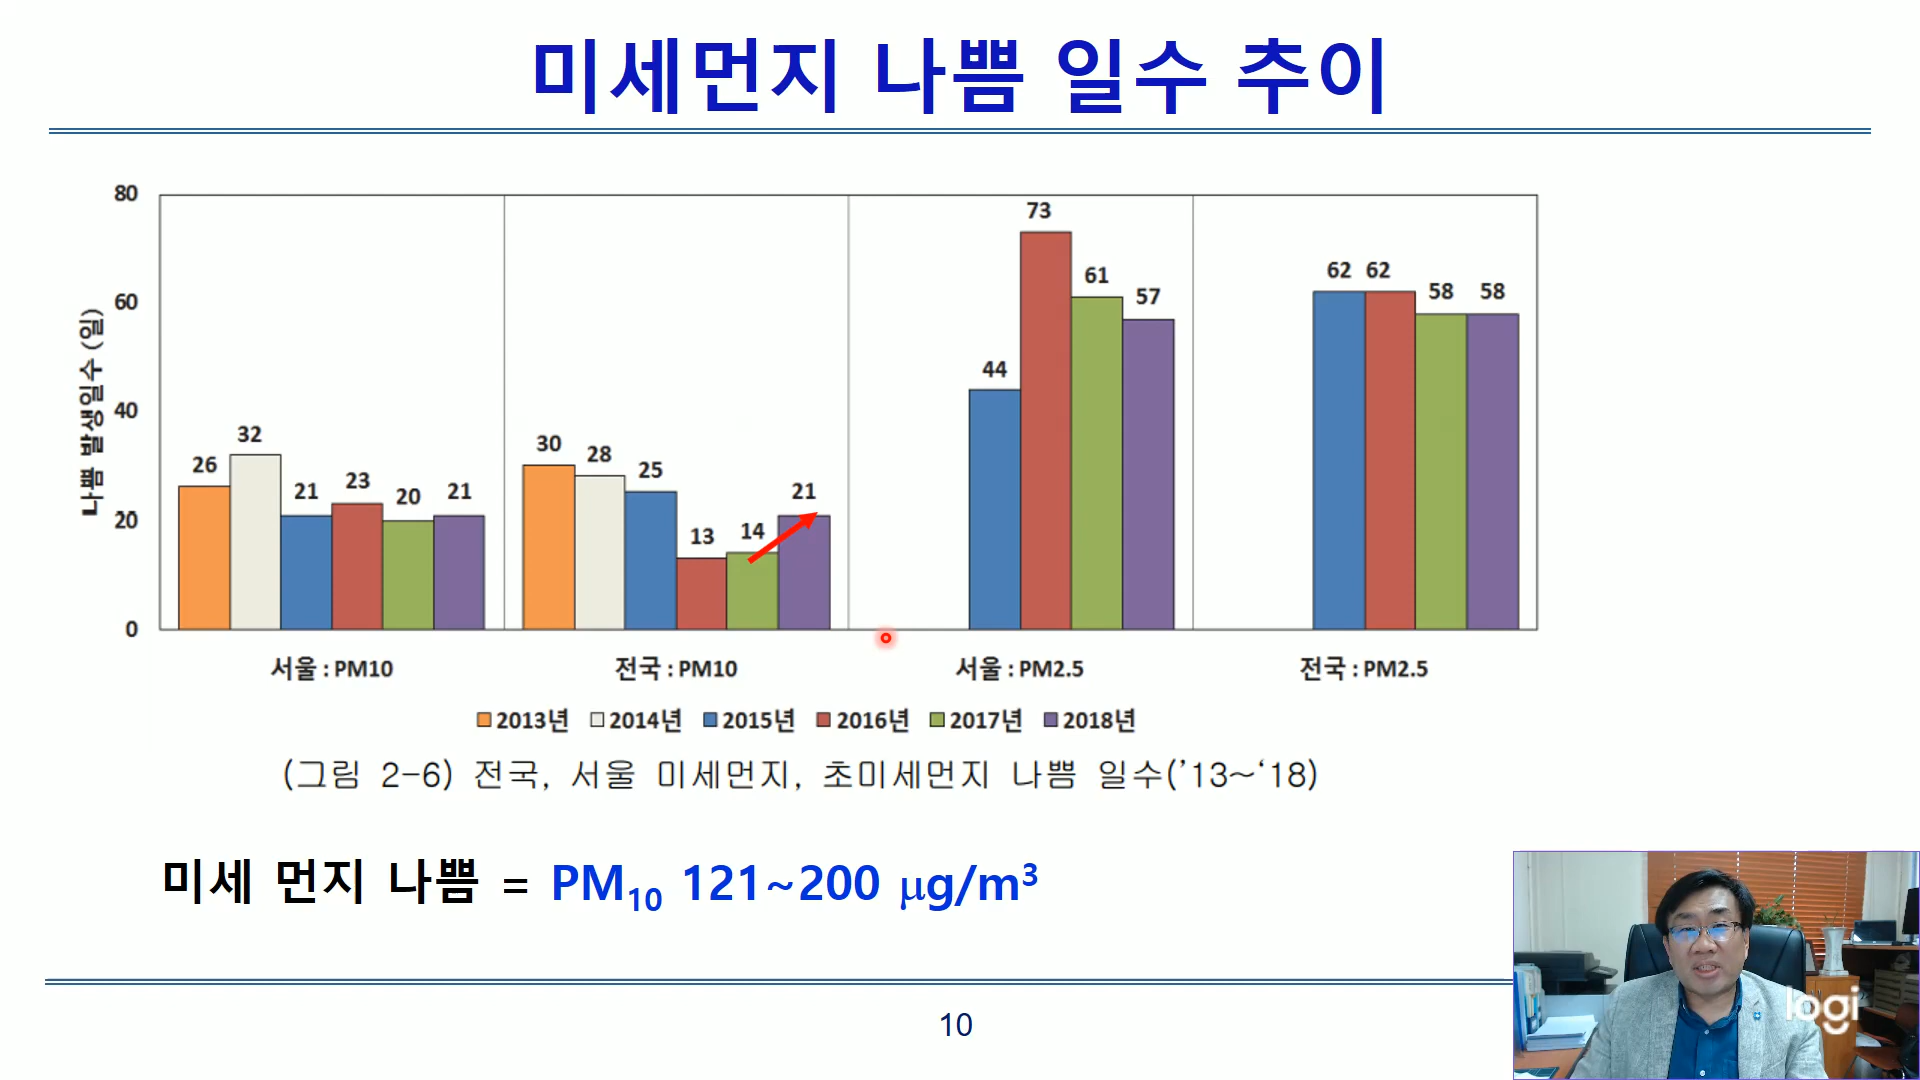 미세먼지 나쁨 일수 추이
나쁨 발생일수 (일)
80
60
40
20
0
26 32 21 23 20 21
30 28 25 13 14 21
44 73 61 57
62 62 58 58
서울 : PM10 전국 : PM10 서울 : PM2.5 전국 : PM2.5
2013년 2014년 2015년 2016년 2017년 2018년
(그림 2-6) 전국, 서울 미세먼지, 초미세먼지 나쁨 일수(’13~‘18)
미세 먼지 나쁨 = PM₁₀ 121~200 μg/m³
logi
10